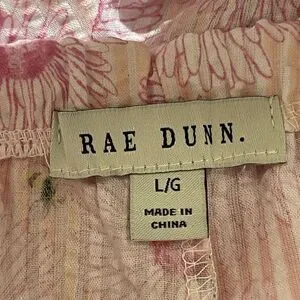 RAE DUNN.
L/G
MADE IN
CHINA